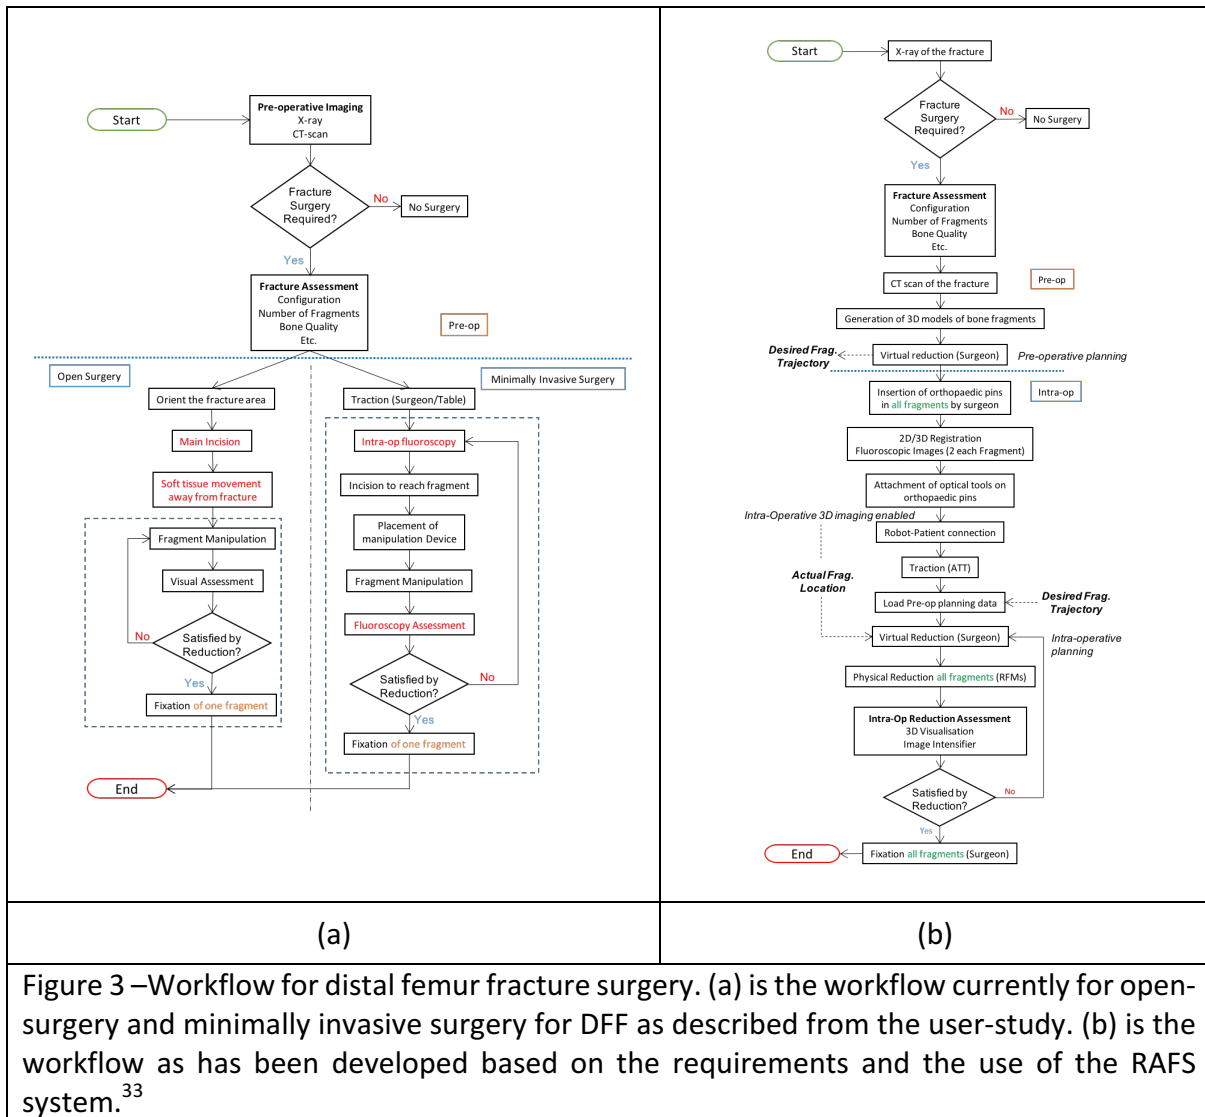 Start
Pre-operative Imaging
X-ray
CT-scan
Fracture
Surgery
Required?
No
No Surgery
Yes
Fracture Assessment
Configuration
Number of Fragments
Bone Quality
Etc.
Pre-op
Open Surgery
Minimally Invasive Surgery
Orient the fracture area
Main Incision
Soft tissue movement
away from fracture
Fragment Manipulation
Visual Assessment
Satisfied by
Reduction?
No
Yes
Fixation of one fragment
Traction (Surgeon/Table)
Intra-op fluoroscopy
Incision to reach fragment
Placement of
manipulation Device
Fragment Manipulation
Fluoroscopy Assessment
Satisfied by
Reduction?
No
Yes
Fixation of one fragment
End
(a)
Start
X-ray of the fracture
Fracture
Surgery
Required?
No
No Surgery
Yes
Fracture Assessment
Configuration
Number of Fragments
Bone Quality
Etc.
CT scan of the fracture
Pre-op
Generation of 3D models of bone fragments
Desired Frag.
Trajectory
Virtual reduction (Surgeon)
Pre-operative planning
Insertion of orthopaedic pins
in all fragments by surgeon
Intra-op
2D/3D Registration
Fluoroscopic Images (2 each Fragment)
Attachment of optical tools on
orthopaedic pins
Intra-Operative 3D imaging enabled
Robot-Patient connection
Traction (ATT)
Actual Frag.
Location
Load Pre-op planning data
Desired Frag.
Trajectory
Virtual Reduction (Surgeon)
Intra-operative
planning
Physical Reduction all fragments (RFMs)
Intra-Op Reduction Assessment
3D Visualisation
Image Intensifier
Satisfied by
Reduction?
No
Yes
Fixation all fragments (Surgeon)
End
(b)
Figure 3 –Workflow for distal femur fracture surgery. (a) is the workflow currently for open-
surgery and minimally invasive surgery for DFF as described from the user-study. (b) is the
workflow as has been developed based on the requirements and the use of the RAFS
system.33